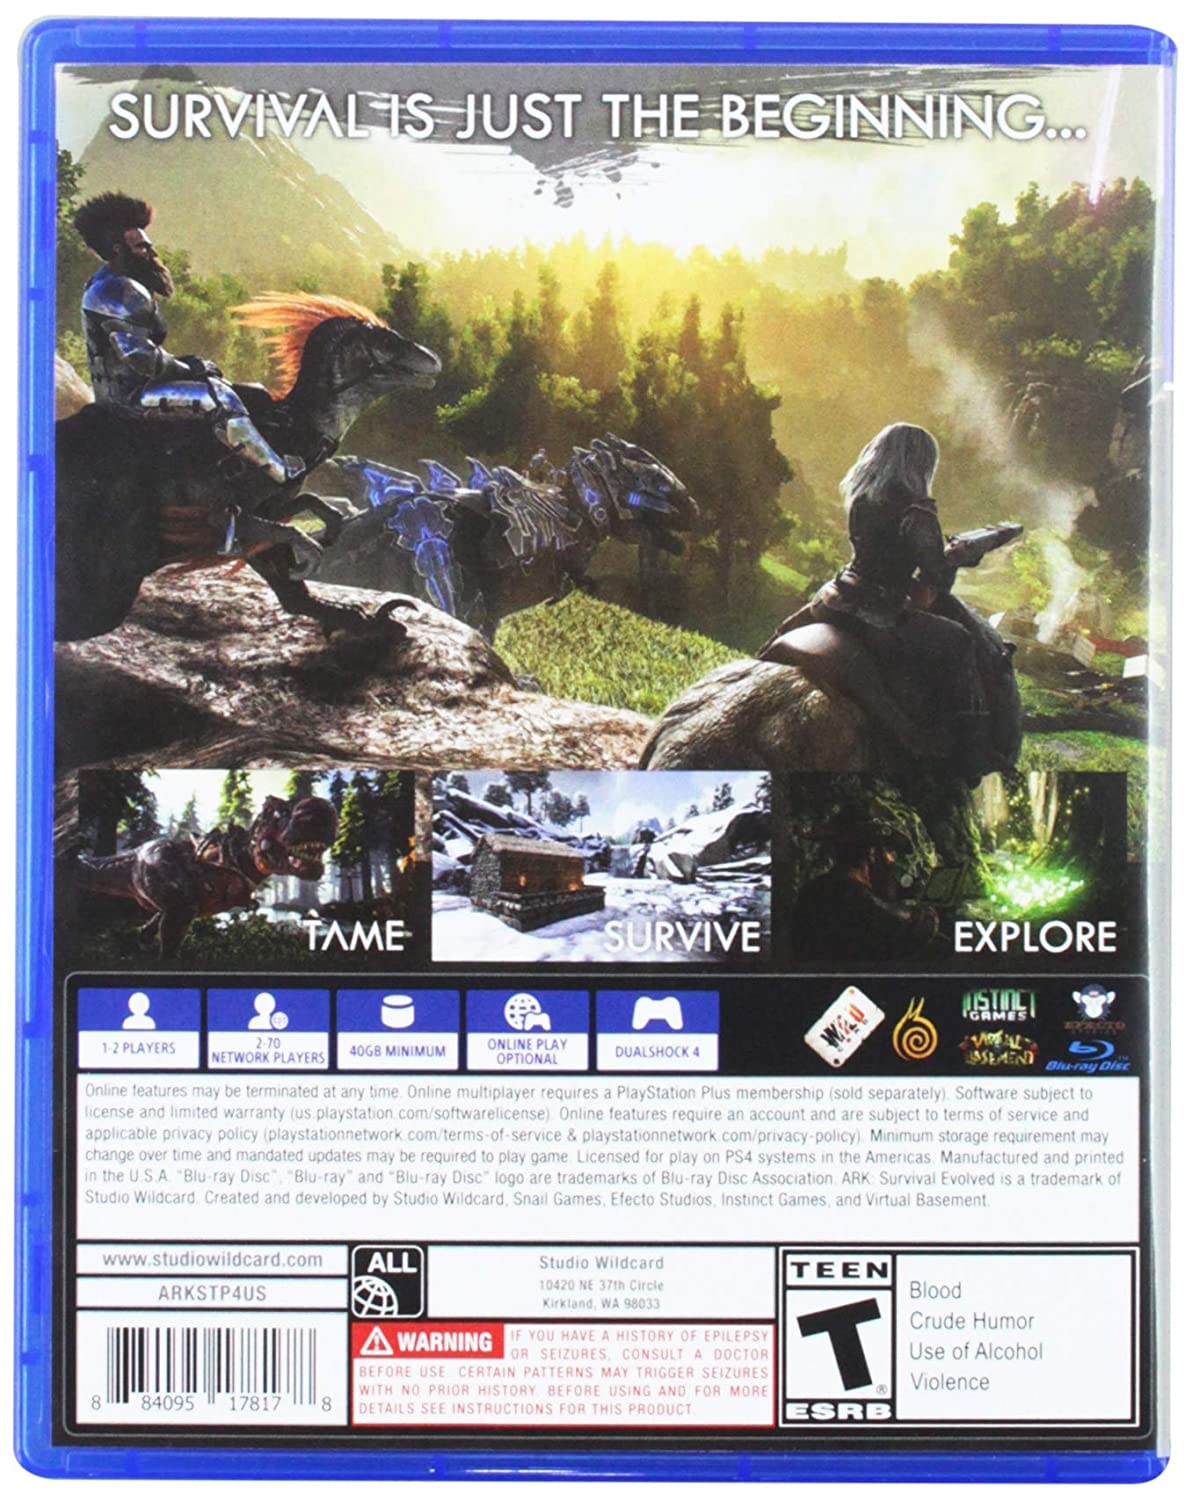 SURVIVAL IS JUST THE BEGINNING...
TAME
SURVIVE
EXPLORE
1-2 PLAYERS
2-70
NETWORK PLAYERS
40GB MINIMUM
ONLINE PLAY
OPTIONAL
DUALSHOCK 4
INSTINCT
GAMES
VIRTUAL
BASEMENT
EFECTO
STUDIOS
Blu-ray Disc™
Online features may be terminated at any time. Online multiplayer requires a PlayStation Plus membership (sold separately). Software subject to
license and limited warranty (us.playstation.com/softwarelicense). Online features require an account and are subject to terms of service and
applicable privacy policy (playstationnetwork.com/terms-of-service & playstationnetwork.com/privacy-policy). Minimum storage requirement may
change over time and mandated updates may be required to play game. Licensed for play on PS4 systems in the Americas. Manufactured and printed
in the U.S.A. “Blu-ray Disc”, “Blu-ray” and “Blu-ray Disc” logo are trademarks of Blu-ray Disc Association. ARK: Survival Evolved is a trademark of
Studio Wildcard. Created and developed by Studio Wildcard, Snail Games, Efecto Studios, Instinct Games, and Virtual Basement.
www.studiowildcard.com
ARKSTP4US
8 84095 17817 8
ALL
Studio Wildcard
10420 NE 37th Circle
Kirkland, WA 98033
WARNING IF YOU HAVE A HISTORY OF EPILEPSY
OR SEIZURES, CONSULT A DOCTOR
BEFORE USE. CERTAIN PATTERNS MAY TRIGGER SEIZURES
WITH NO PRIOR HISTORY. BEFORE USING AND FOR MORE
DETAILS SEE INSTRUCTIONS FOR THIS PRODUCT.
TEEN
T®
ESRB
Blood
Crude Humor
Use of Alcohol
Violence